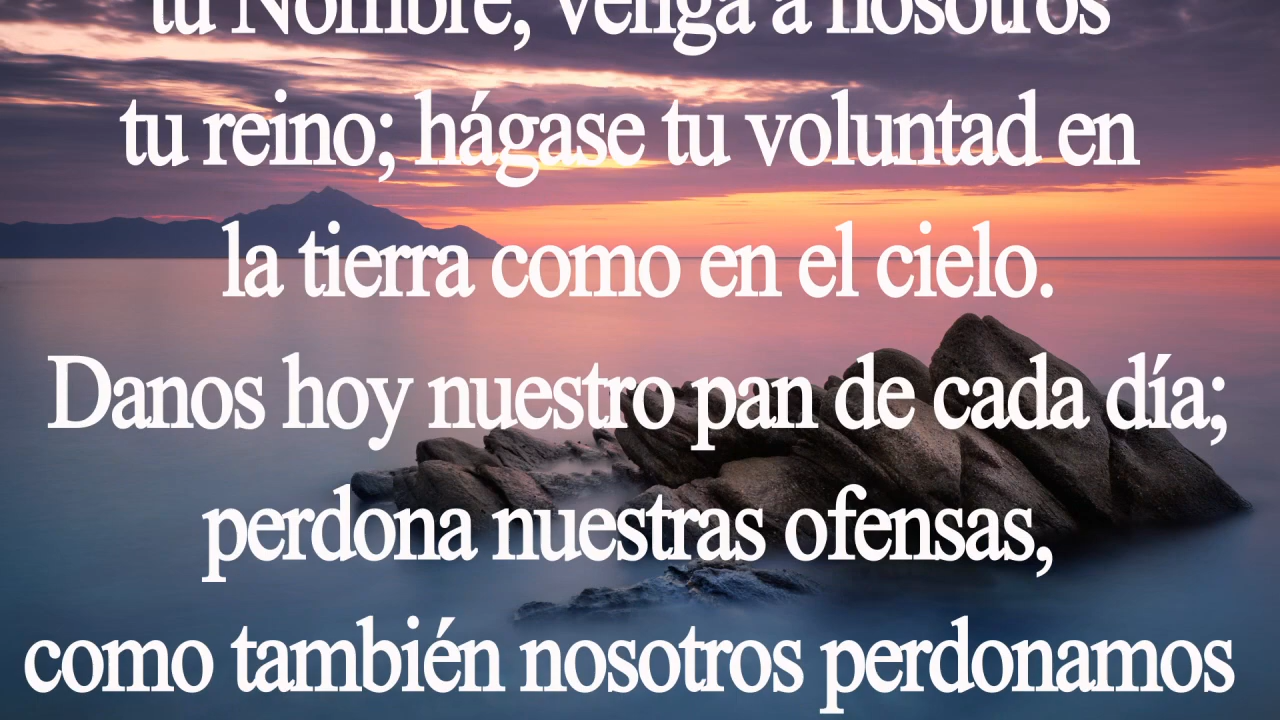 tu Nombre, venga a nosotros
tu reino; hágase tu voluntad en
la tierra como en el cielo.
Danos hoy nuestro pan de cada día;
perdona nuestras ofensas,
como también nosotros perdonamos